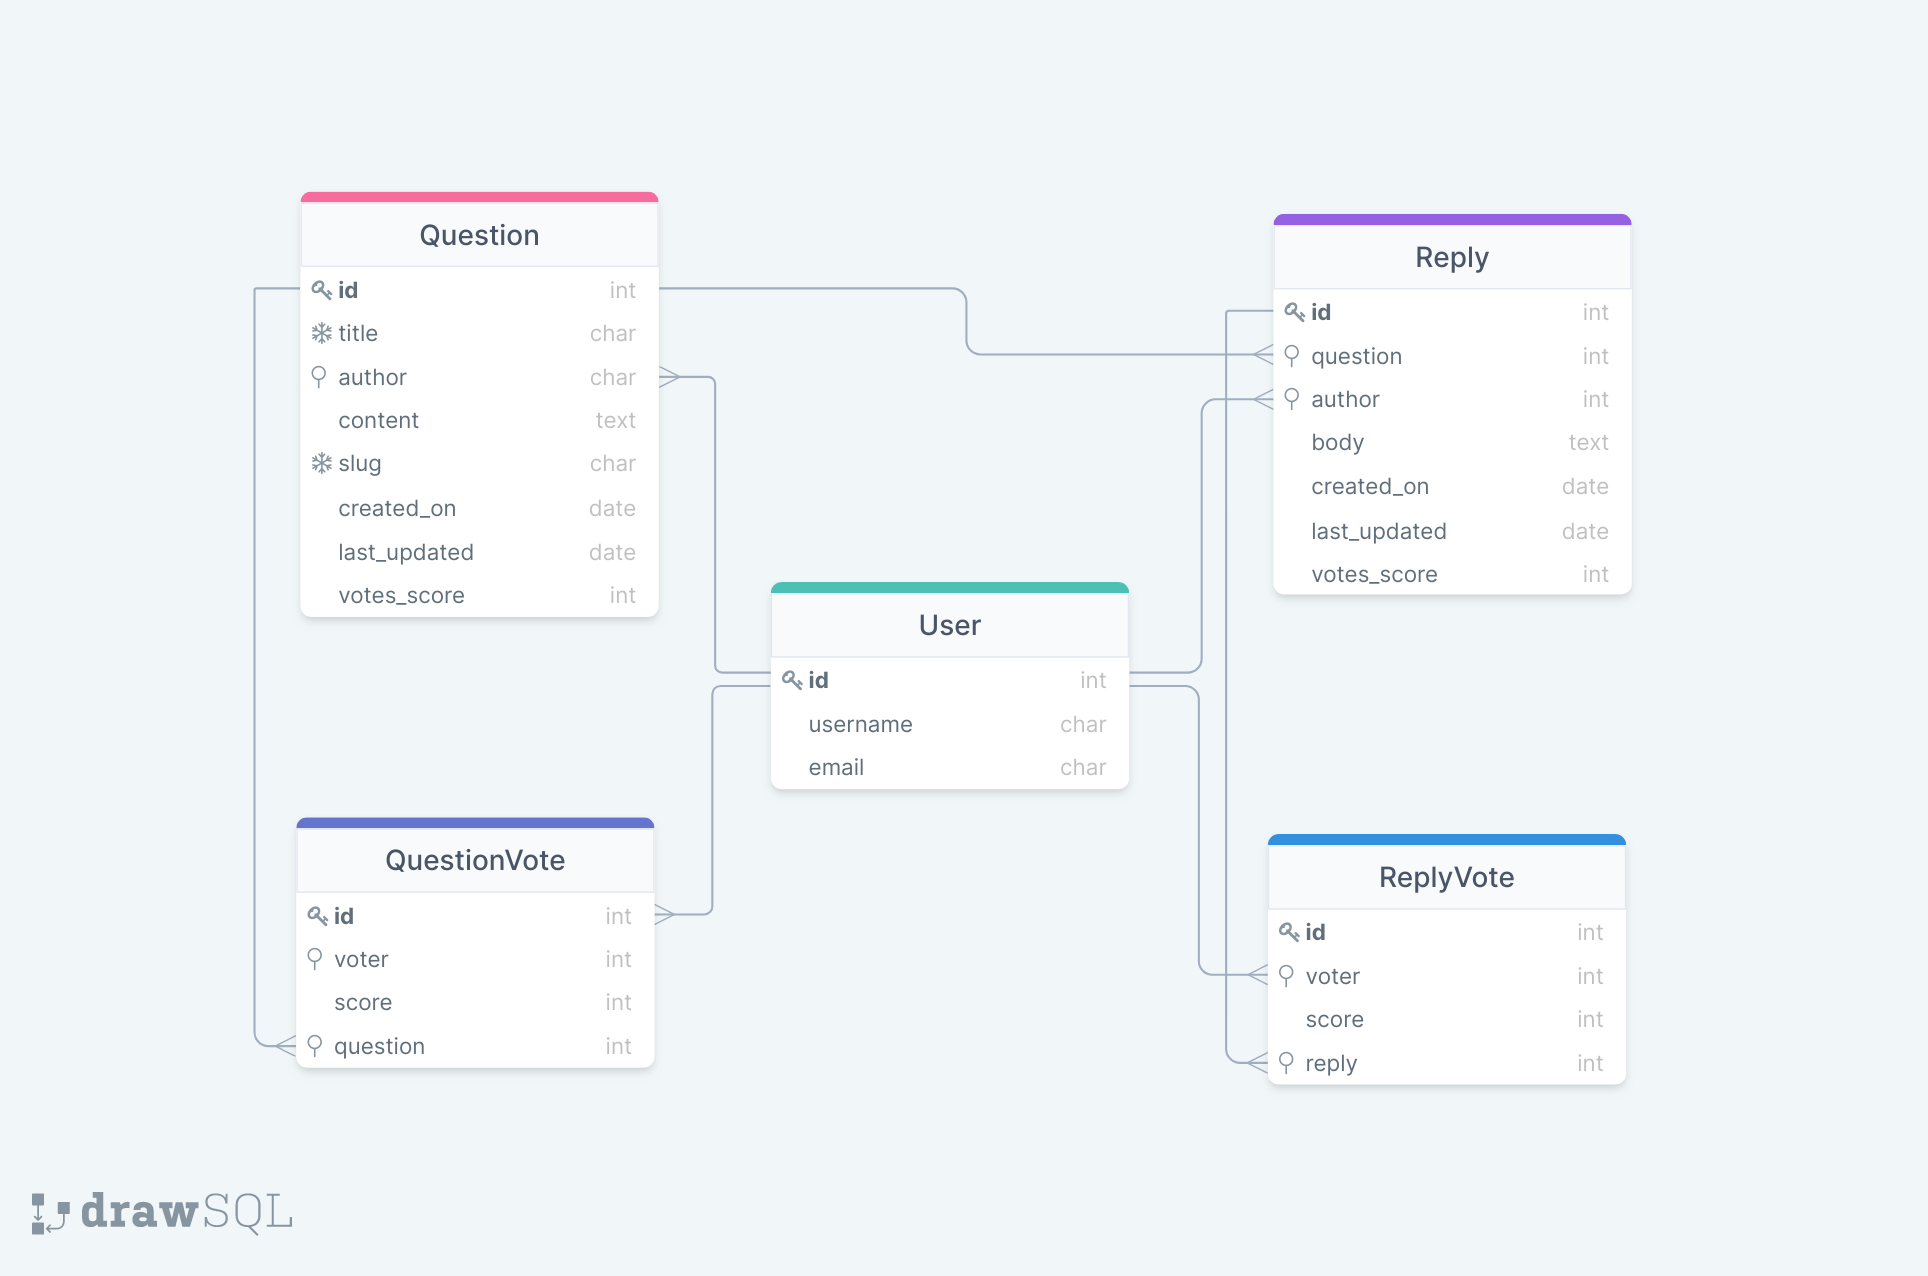 Question
id int
title char
author char
content text
slug char
created_on date
last_updated date
votes_score int
Reply
id int
question int
author int
body text
created_on date
last_updated date
votes_score int
User
id int
username char
email char
QuestionVote
id int
voter int
score int
question int
ReplyVote
id int
voter int
score int
reply int
drawSQL